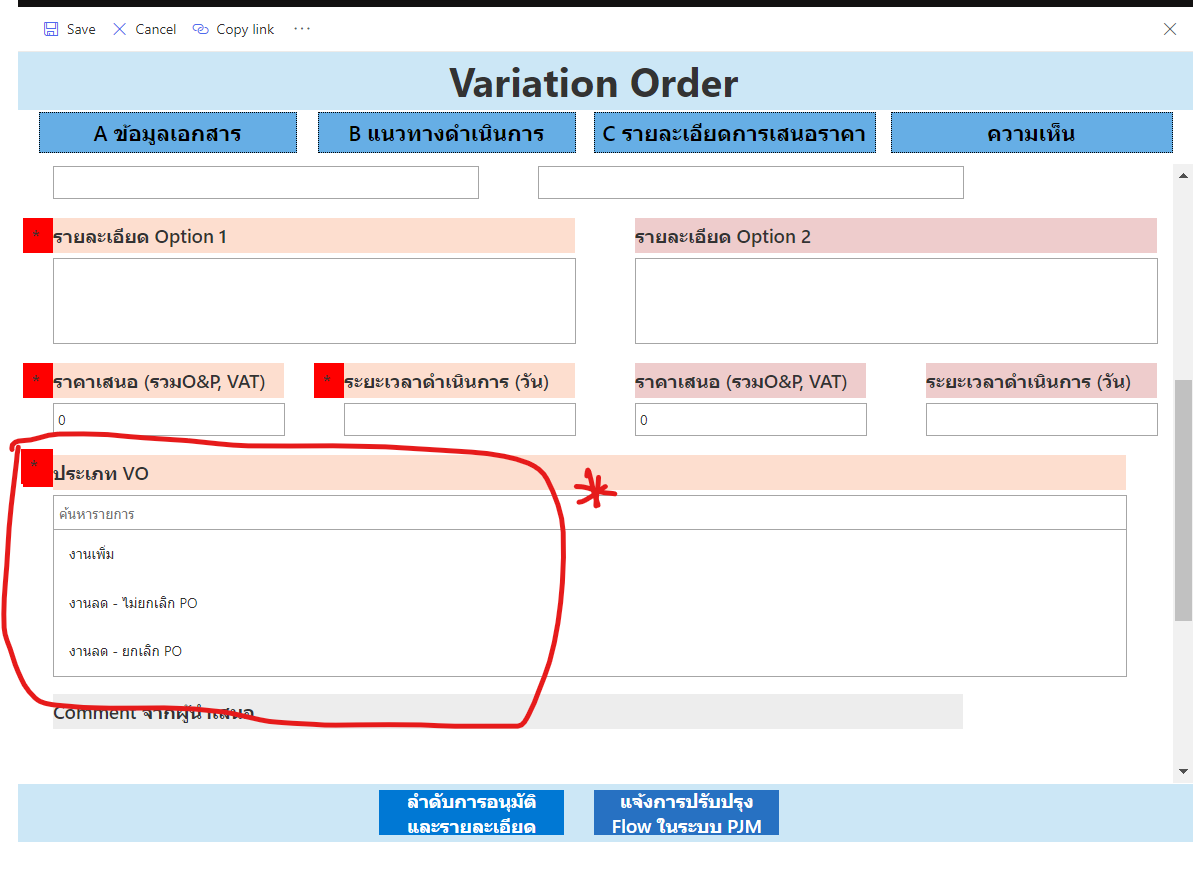 Save Cancel Copy link ...
Variation Order
A ข้อมูลเอกสาร B แนวทางดำเนินการ C รายละเอียดการเสนอราคา ความเห็น
* รายละเอียด Option 1 รายละเอียด Option 2
* ราคาเสนอ (รวมO&P, VAT) * ระยะเวลาดำเนินการ (วัน) ราคาเสนอ (รวมO&P, VAT) ระยะเวลาดำเนินการ (วัน)
0 0
* ประเภท VO
ค้นหารายการ
งานเพิ่ม
งานลด - ไม่ยกเลิก PO
งานลด - ยกเลิก PO
Comment จากผู้นำเสนอ
ลำดับการอนุมัติ
และรายละเอียด
แจ้งการปรับปรุง
Flow ในระบบ PJM